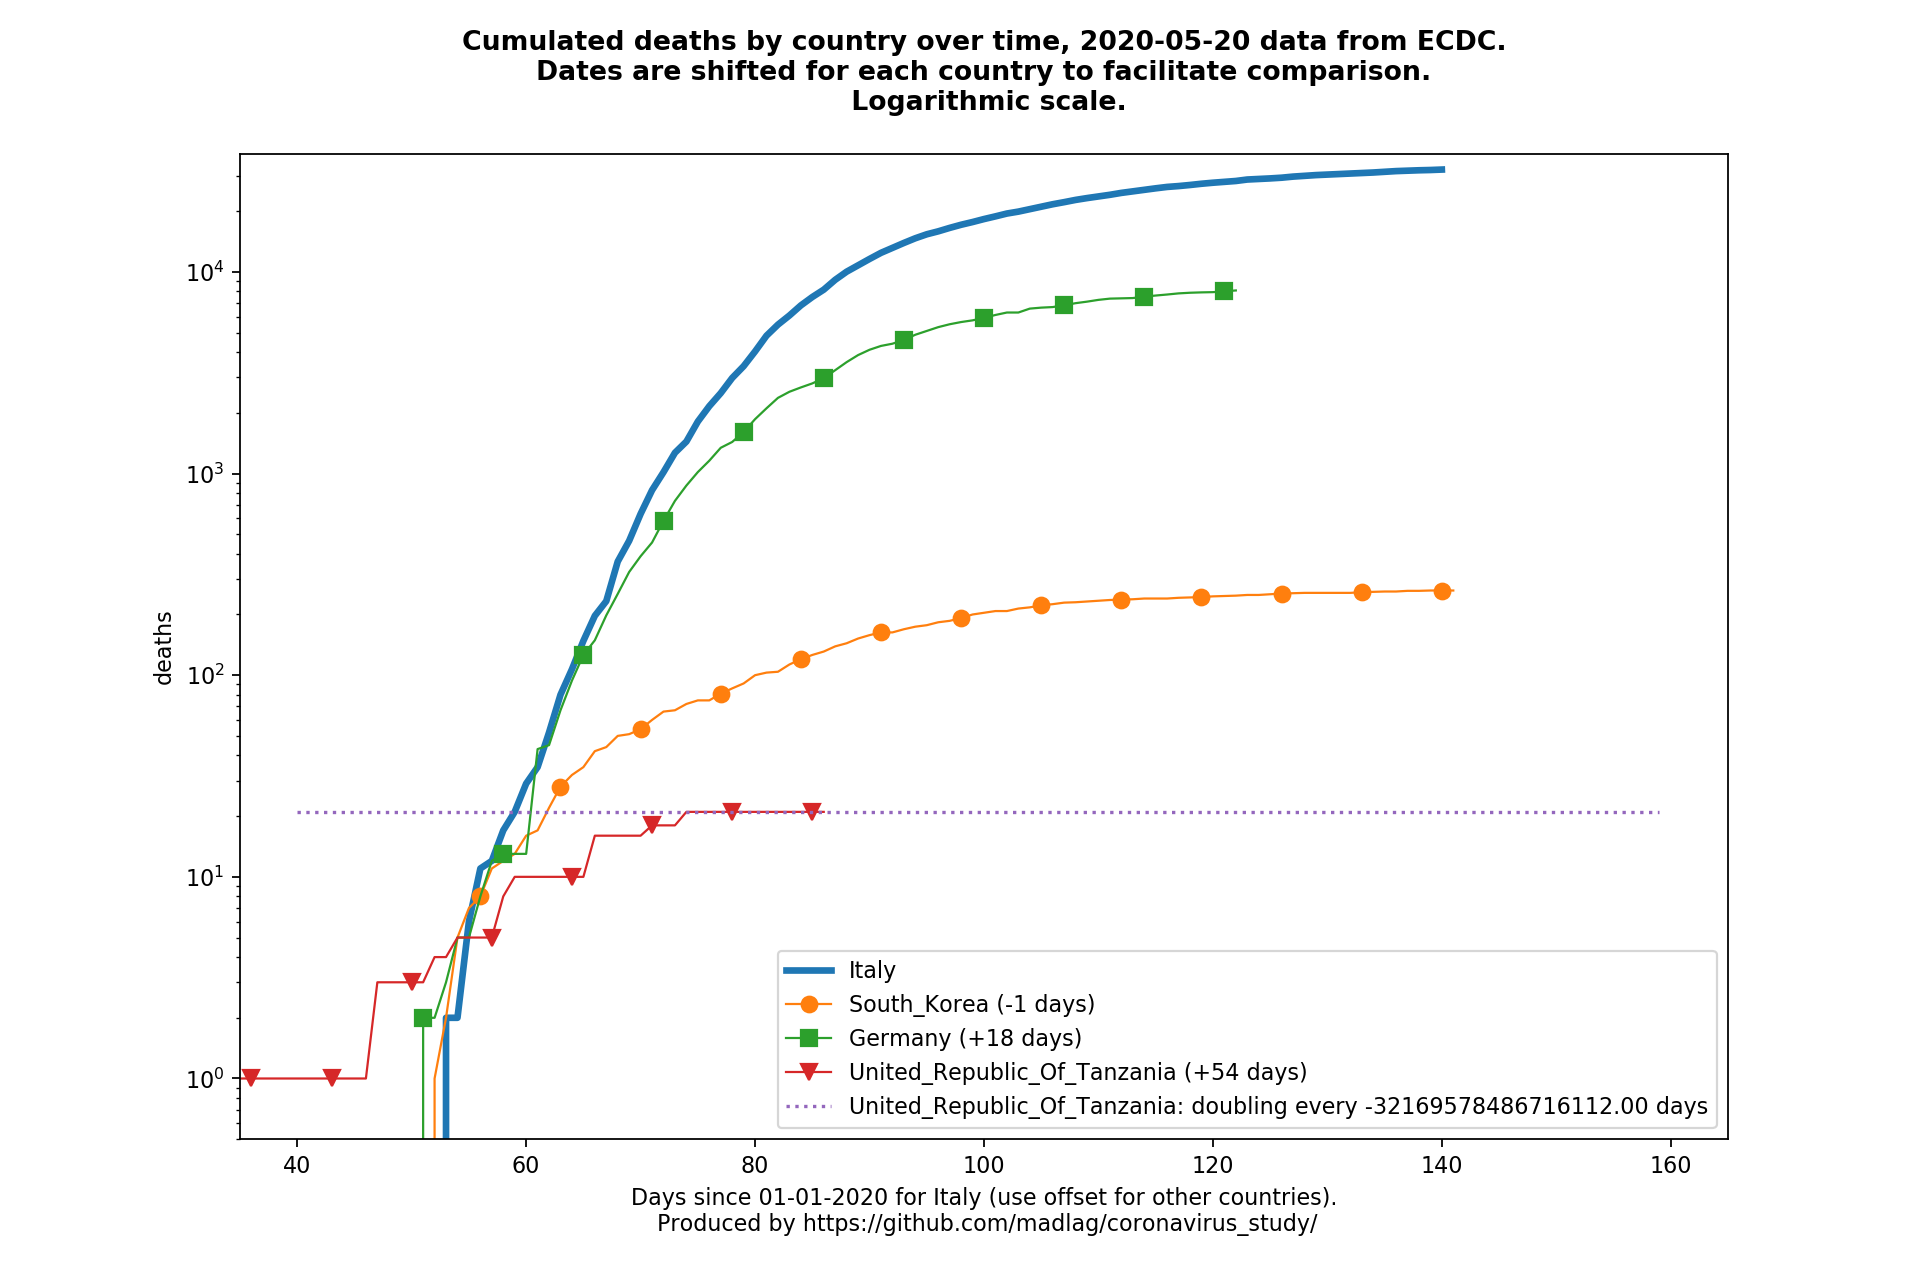 Cumulated deaths by country over time, 2020-05-20 data from ECDC.
Dates are shifted for each country to facilitate comparison.
Logarithmic scale.
10^4
10^3
10^2
10^1
10^0
deaths
Italy
South_Korea (-1 days)
Germany (+18 days)
United_Republic_Of_Tanzania (+54 days)
United_Republic_Of_Tanzania: doubling every -32169578486716112.00 days
40 60 80 100 120 140 160
Days since 01-01-2020 for Italy (use offset for other countries).
Produced by https://github.com/madlag/coronavirus_study/